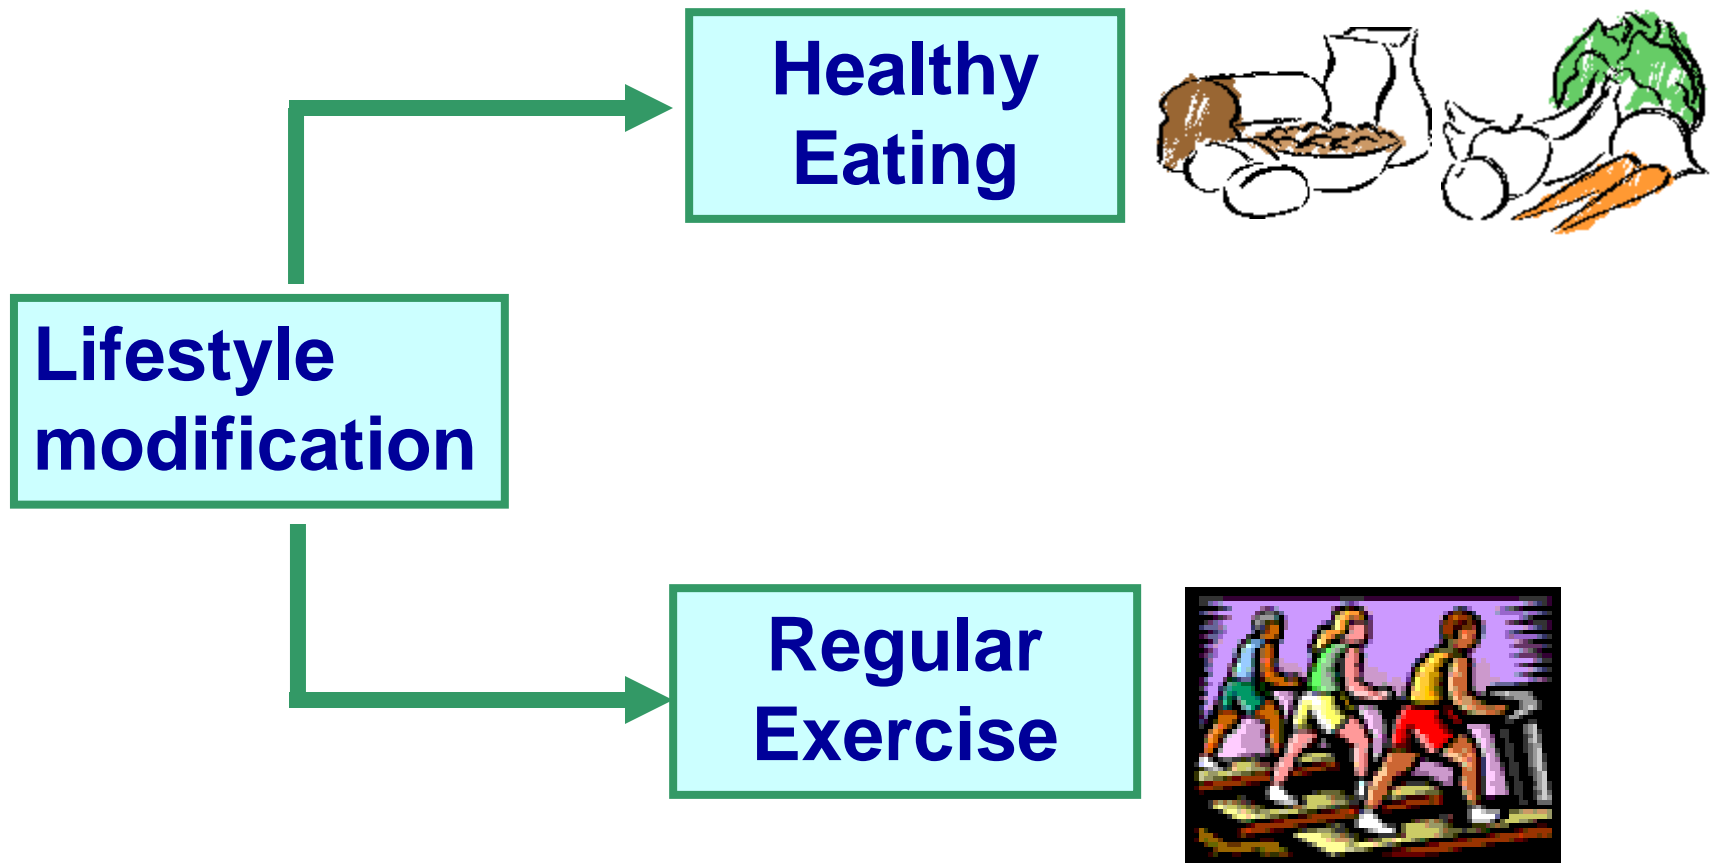 Healthy
Eating
Lifestyle
modification
Regular
Exercise